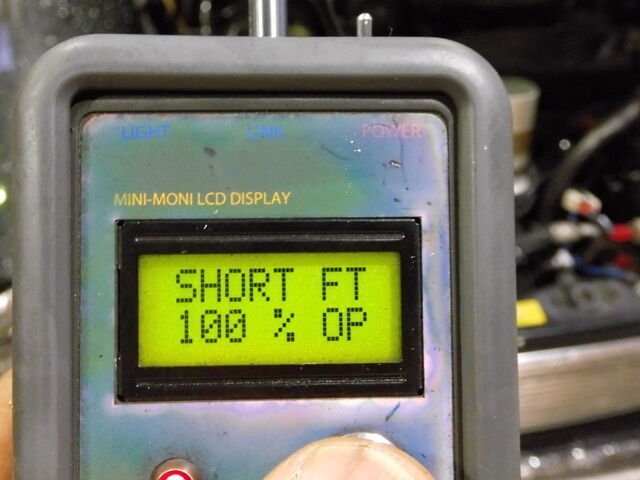 LIGHT LINK POWER
MINI-MONI LCD DISPLAY
SHORT FT
100 % OP